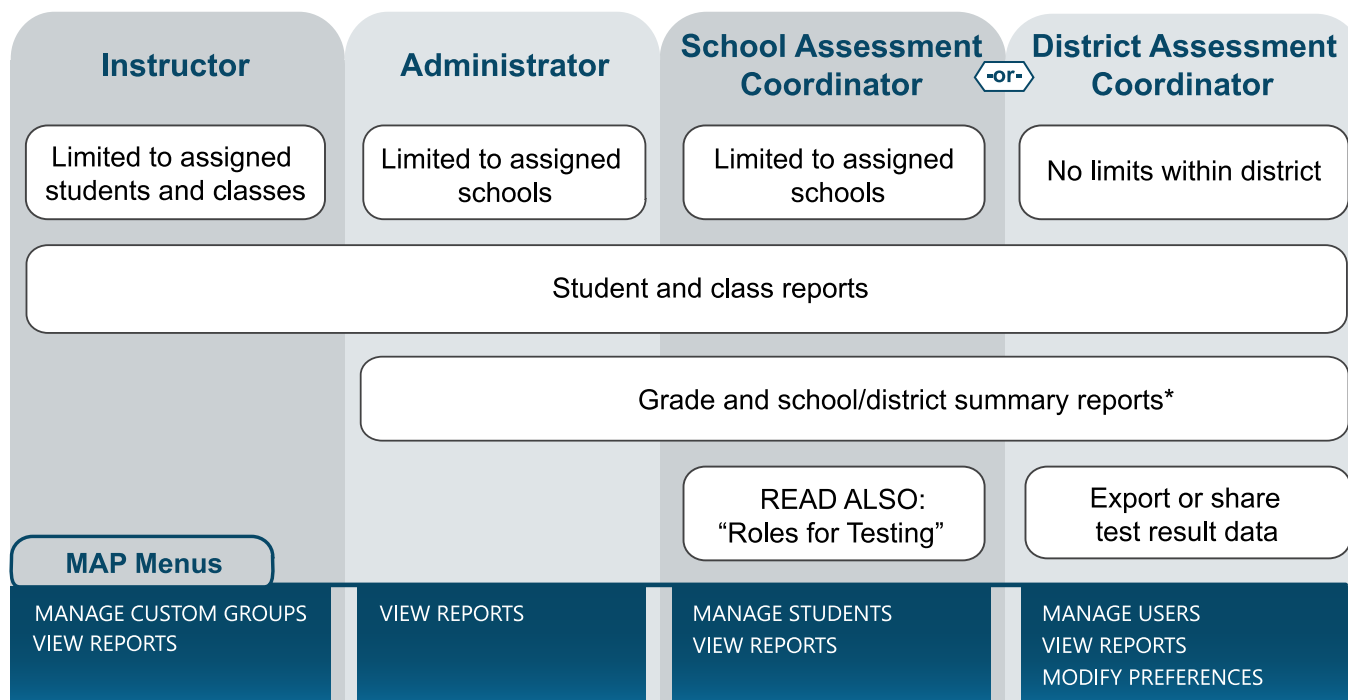 Instructor
Administrator
School Assessment
Coordinator
-or-
District Assessment
Coordinator
Limited to assigned
students and classes
Limited to assigned
schools
Limited to assigned
schools
No limits within district
Student and class reports
Grade and school/district summary reports*
READ ALSO:
“Roles for Testing”
Export or share
test result data
MAP Menus
MANAGE CUSTOM GROUPS
VIEW REPORTS
VIEW REPORTS
MANAGE STUDENTS
VIEW REPORTS
MANAGE USERS
VIEW REPORTS
MODIFY PREFERENCES